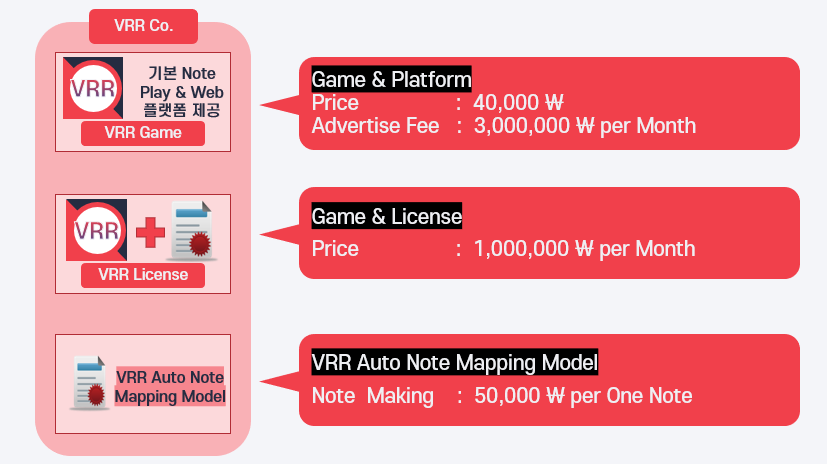 VRR Co.
VRR
기본 Note
Play & Web
플랫폼 제공
VRR Game
Game & Platform
Price : 40,000 ₩
Advertise Fee : 3,000,000 ₩ per Month
VRR
VRR License
Game & License
Price : 1,000,000 ₩ per Month
VRR Auto Note
Mapping Model
VRR Auto Note Mapping Model
Note Making : 50,000 ₩ per One Note